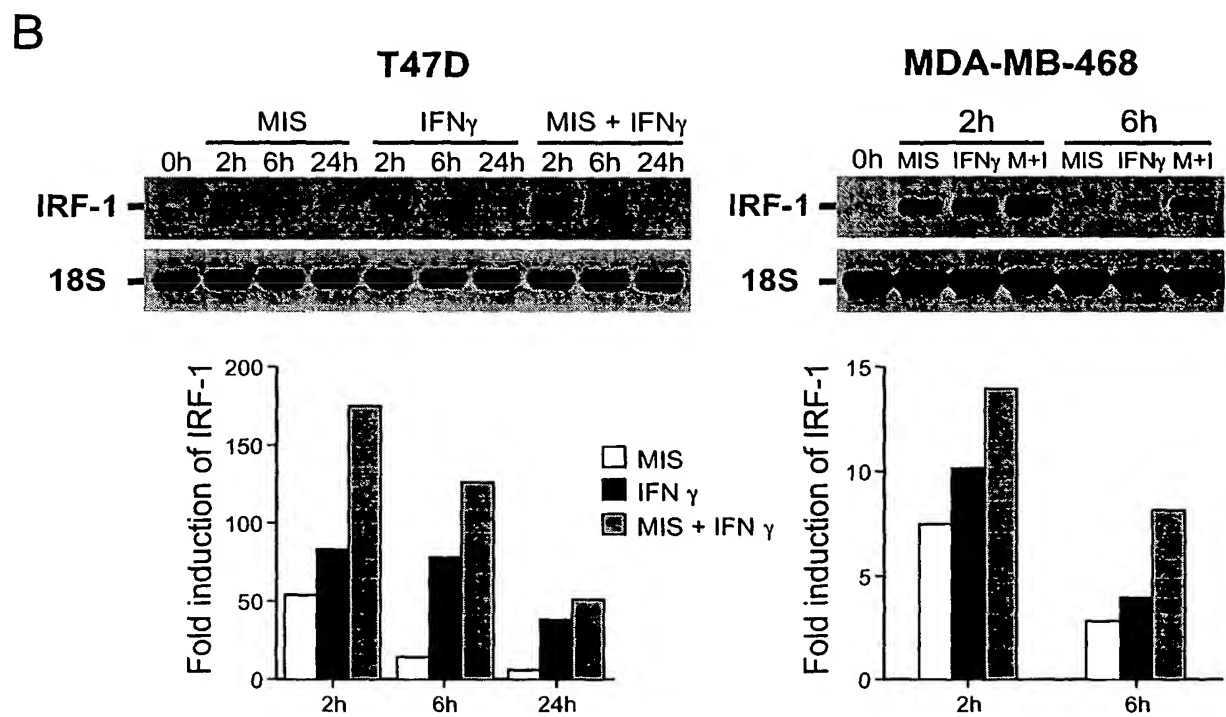 B
T47D
MIS IFNγ MIS + IFNγ
0h 2h 6h 24h 2h 6h 24h 2h 6h 24h
IRF-1
18S
MDA-MB-468
2h 6h
0h MIS IFNγ M+I MIS IFNγ M+I
IRF-1
18S
Fold induction of IRF-1
200
150
100
50
0
2h 6h 24h
MIS
IFN γ
MIS + IFN γ
Fold induction of IRF-1
15
10
5
0
2h 6h